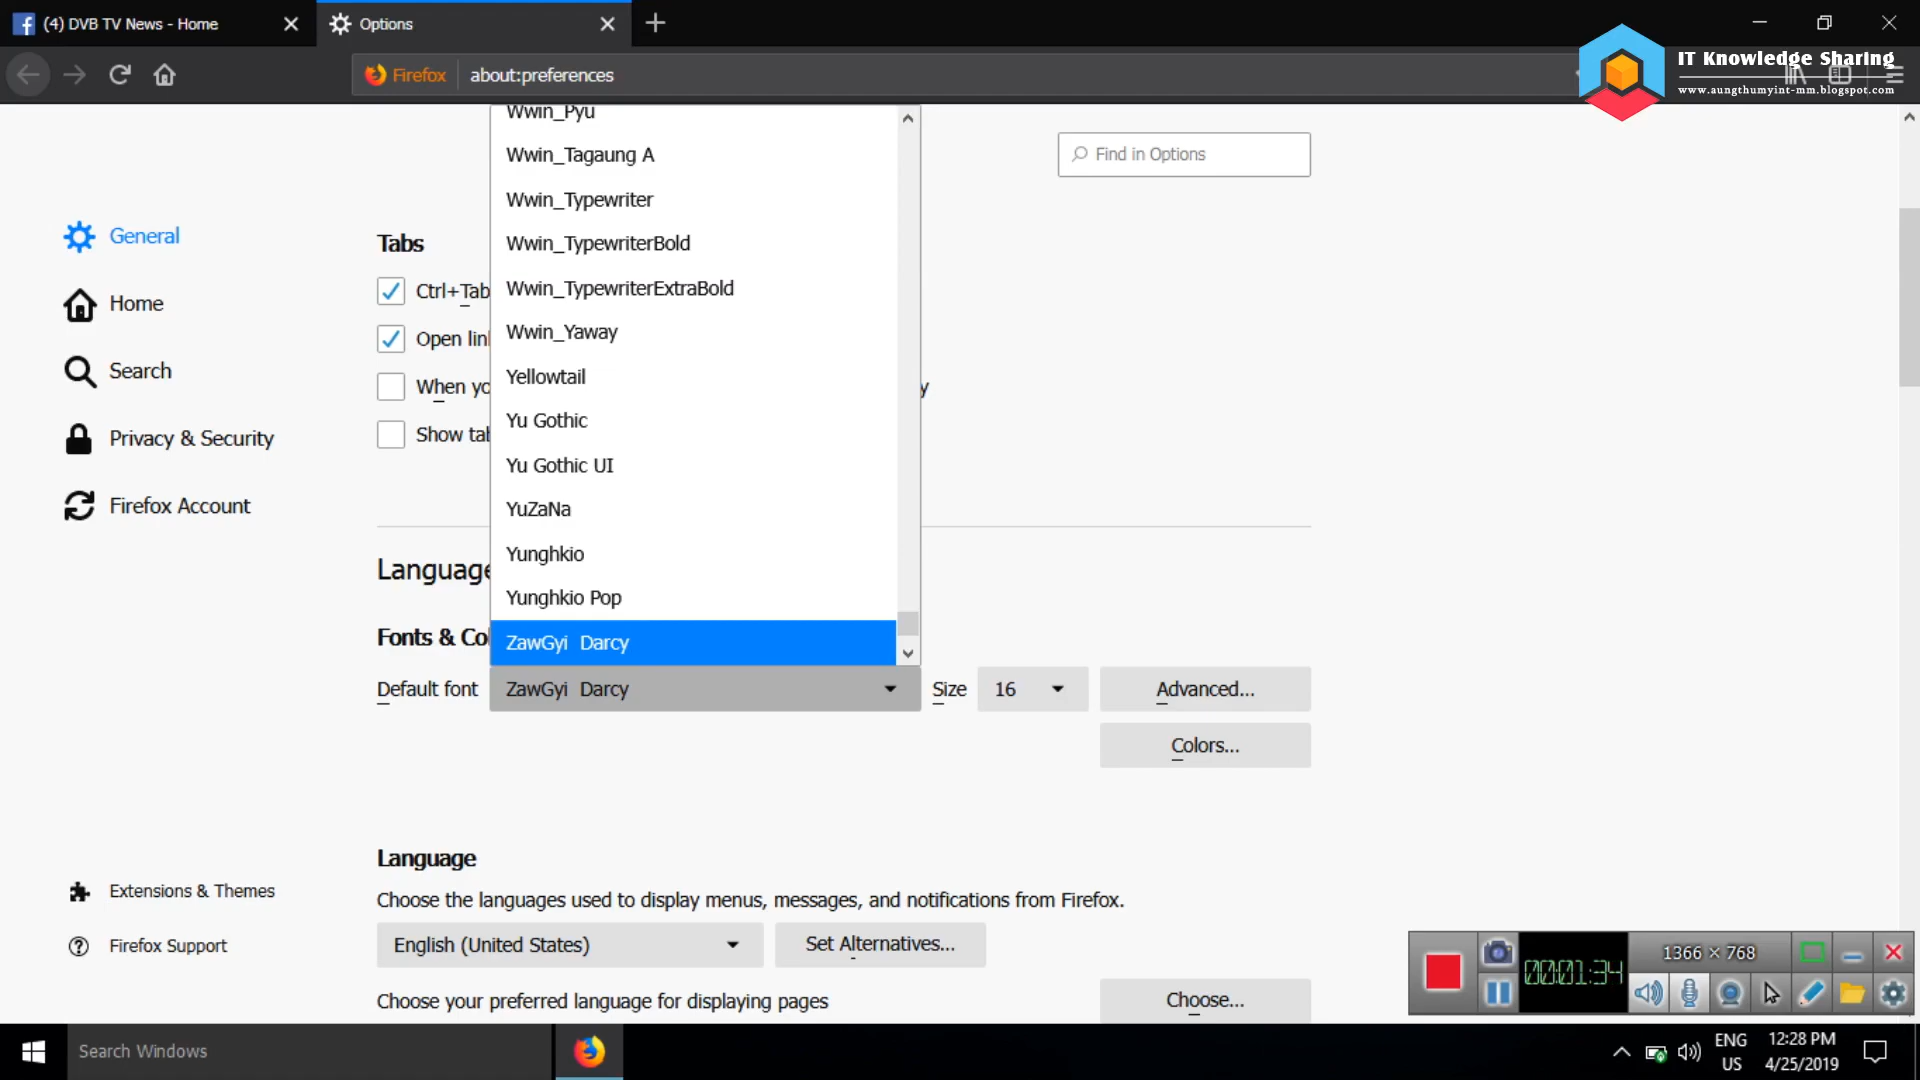 (4) DVB TV News - Home
Options
IT Knowledge Sharing
www.aungthumyint-mm.blogspot.com
Firefox
about:preferences
Wwin_Pyu
Wwin_Tagaung A
Find in Options
Wwin_Typewriter
General
Tabs
Wwin_TypewriterBold
Ctrl+Tab
Wwin_TypewriterExtraBold
Home
Open
Wwin_Yaway
Search
Yellowtail
When
Yu Gothic
Privacy & Security
Show
Yu Gothic UI
Firefox Account
YuZaNa
Yunghkio
Language
Yunghkio Pop
Fonts &
ZawGyi  Darcy
Default font
ZawGyi  Darcy
Size
16
Advanced...
Colors...
Language
Extensions & Themes
Choose the languages used to display menus, messages, and notifications from Firefox.
Firefox Support
English (United States)
Set Alternatives...
1366 × 768
00:01:34
Choose your preferred language for displaying pages
Choose...
Search Windows
ENG
US
12:28 PM
4/25/2019